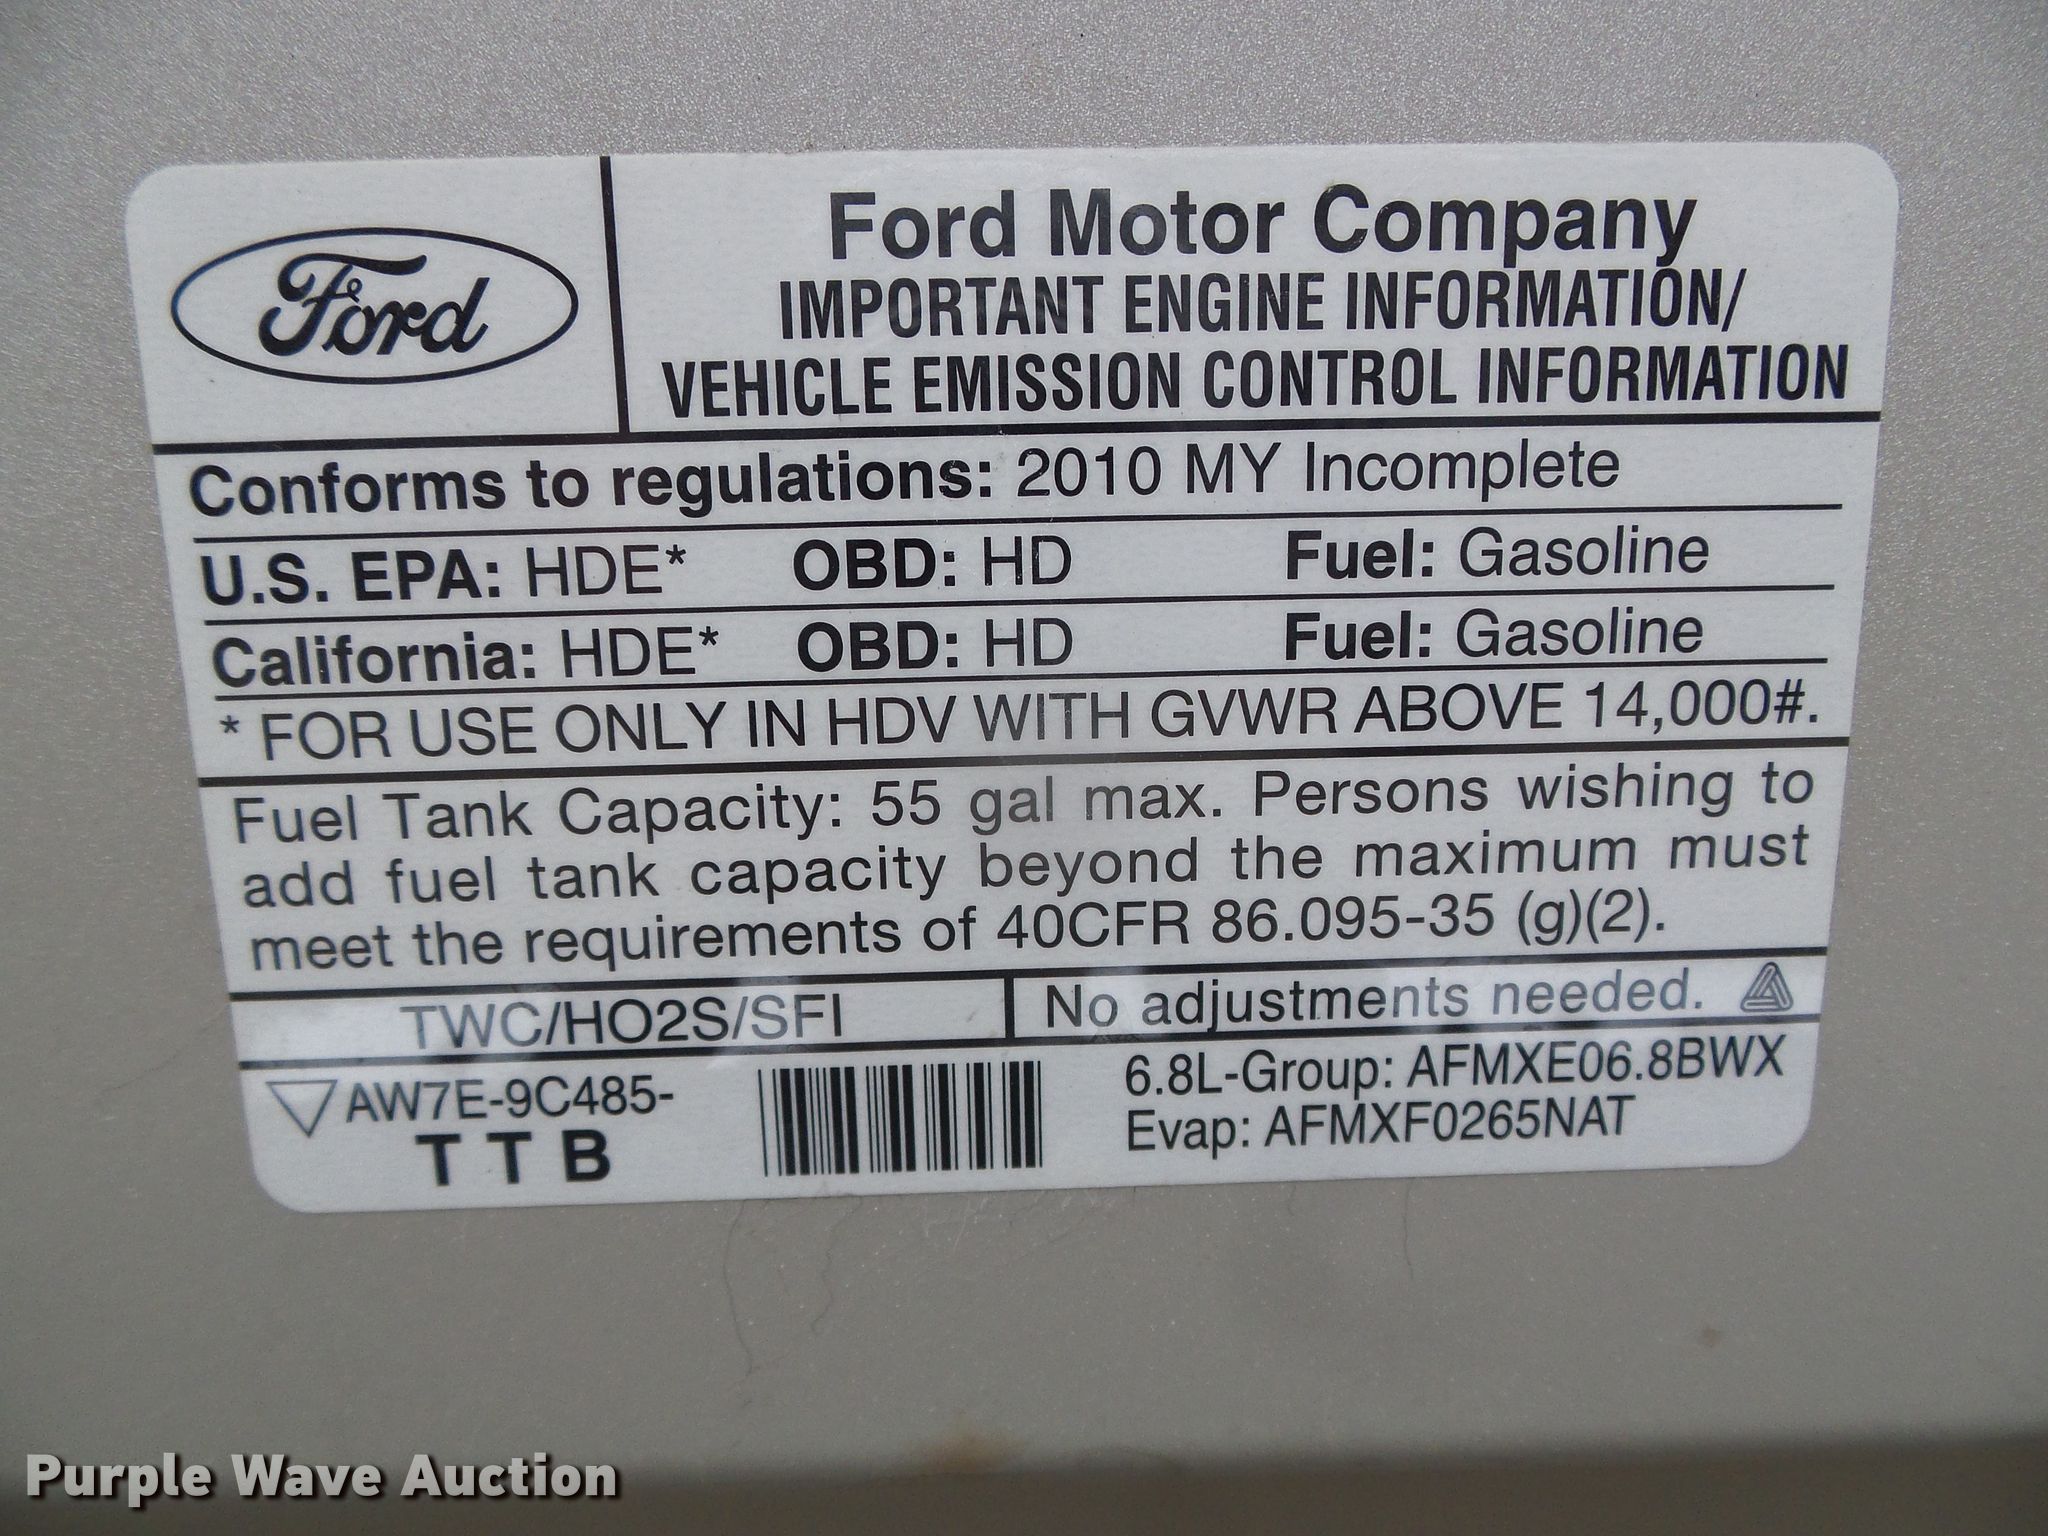 Ford
Ford Motor Company
IMPORTANT ENGINE INFORMATION/
VEHICLE EMISSION CONTROL INFORMATION
Conforms to regulations: 2010 MY Incomplete
U.S. EPA: HDE* OBD: HD Fuel: Gasoline
California: HDE* OBD: HD Fuel: Gasoline
* FOR USE ONLY IN HDV WITH GVWR ABOVE 14,000#.
Fuel Tank Capacity: 55 gal max. Persons wishing to
add fuel tank capacity beyond the maximum must
meet the requirements of 40CFR 86.095-35 (g)(2).
TWC/HO2S/SFI No adjustments needed.
AW7E-9C485-
TTB
6.8L-Group: AFMXE06.8BWX
Evap: AFMXF0265NAT
Purple Wave Auction